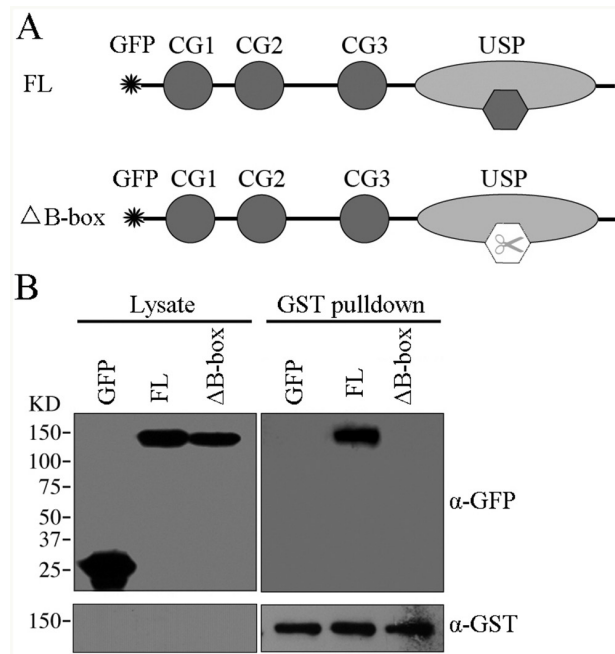 A
GFP CG1 CG2 CG3 USP
FL
GFP CG1 CG2 CG3 USP
△B-box
B
Lysate GST pulldown
GFP FL ΔB-box GFP FL ΔB-box
KD
150-
100-
75-
50-
37-
25-
α-GFP
150-
α-GST